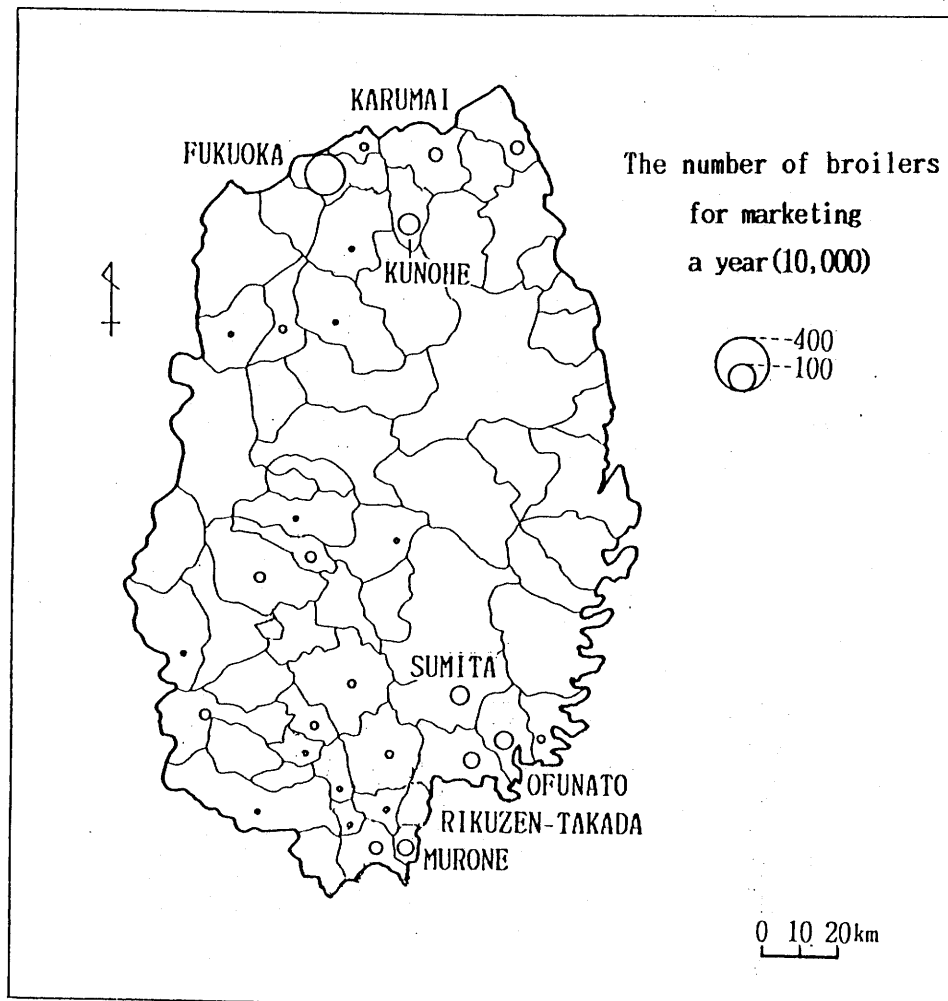 KARUMAI
FUKUOKA
KUNOHE
The number of broilers
for marketing
a year(10,000)
400
100
SUMITA
OFUNATO
RIKUZEN-TAKADA
MURONE
0 10 20km